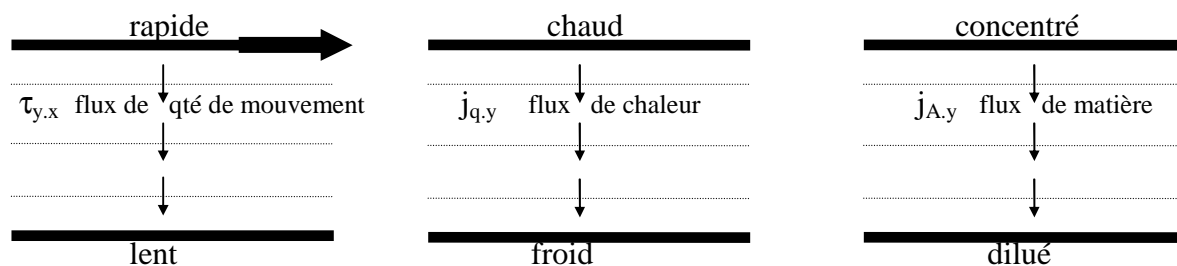 rapide
chaud
concentré
τy.x flux de qté de mouvement
jq.y flux de chaleur
jA.y flux de matière
lent
froid
dilué